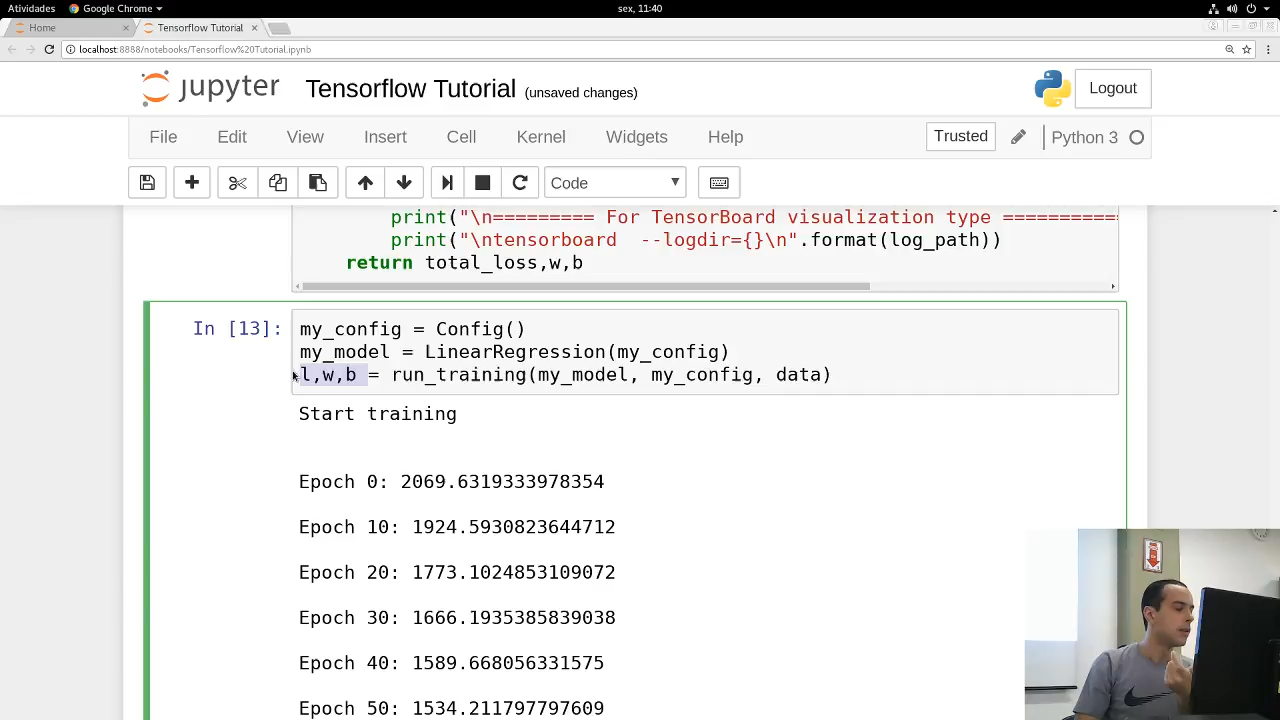 Atividades Google Chrome sex, 11:40
Home Tensorflow Tutorial
localhost:8888/notebooks/Tensorflow%20Tutorial.ipynb
jupyter Tensorflow Tutorial (unsaved changes) Logout
File Edit View Insert Cell Kernel Widgets Help Trusted Python 3
Code
print("\n========= For TensorBoard visualization type ===========
print("\ntensorboard  --logdir={}\n".format(log_path))
return total_loss,w,b
In [13]: my_config = Config()
my_model = LinearRegression(my_config)
l,w,b = run_training(my_model, my_config, data)
Start training
Epoch 0: 2069.6319333978354
Epoch 10: 1924.5930823644712
Epoch 20: 1773.1024853109072
Epoch 30: 1666.1935385839038
Epoch 40: 1589.668056331575
Epoch 50: 1534.211797797609